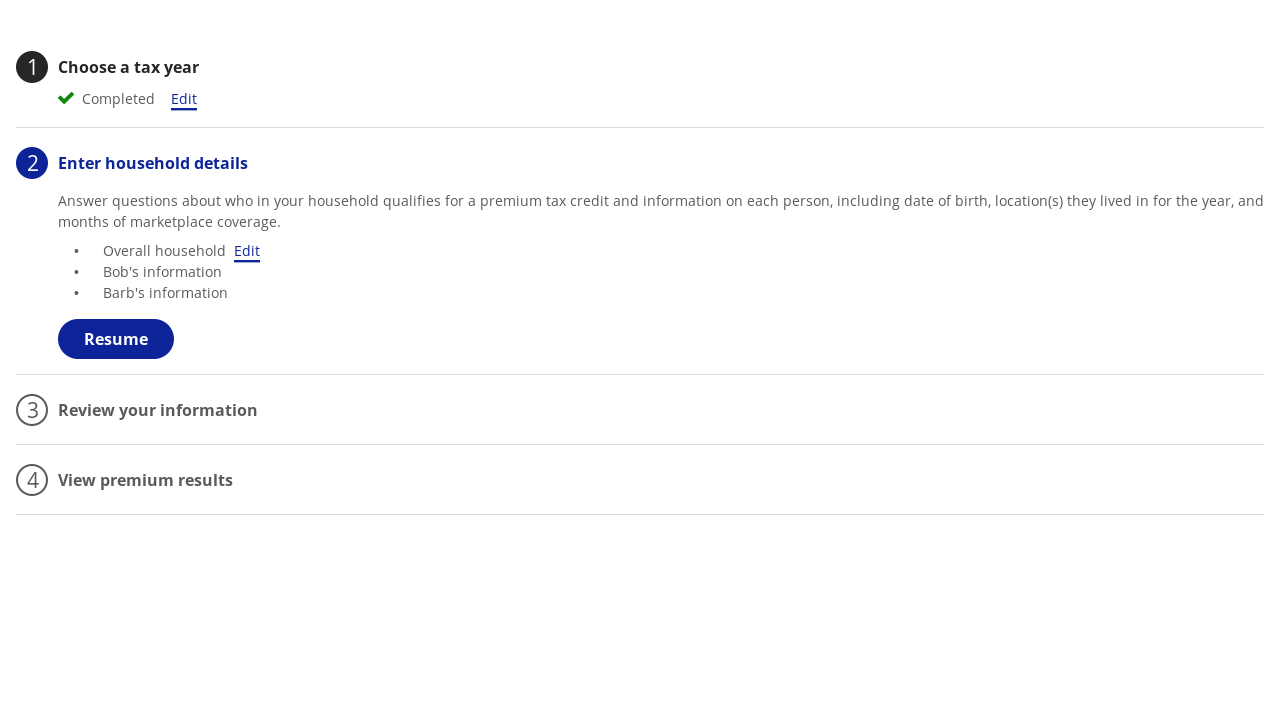 1 Choose a tax year
Completed Edit
2 Enter household details
Answer questions about who in your household qualifies for a premium tax credit and information on each person, including date of birth, location(s) they lived in for the year, and
months of marketplace coverage.
• Overall household Edit
• Bob's information
• Barb's information
Resume
3 Review your information
4 View premium results